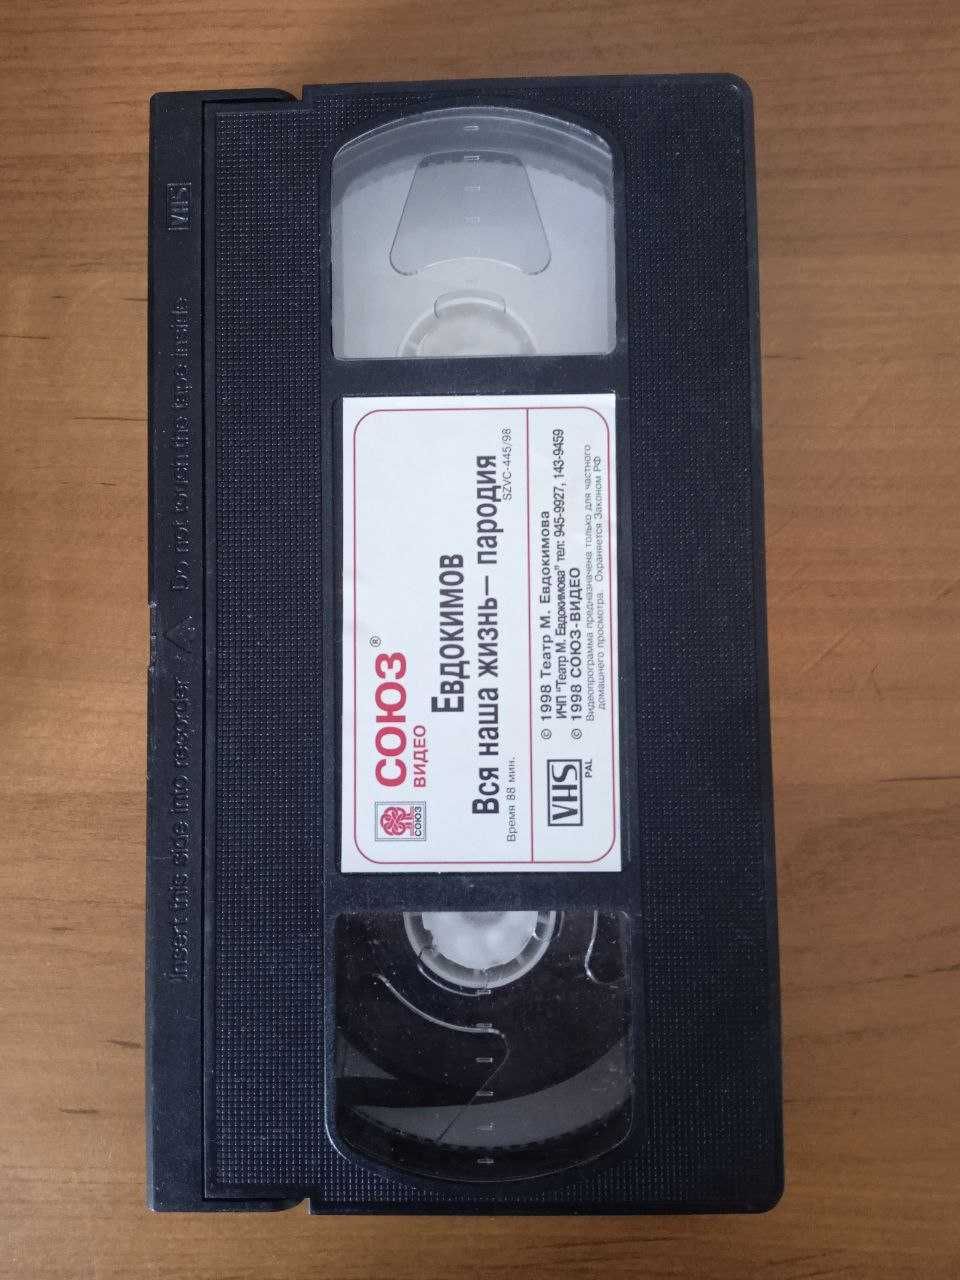 VHS
Insert this side into recorder Do not touch the tape inside
СОЮЗ
СОЮЗ®
ВИДЕО
ЕВДОКИМОВ
Вся наша жизнь— пародия
Время 88 мин.
SZVC-445/98
VHS
PAL
© 1998 Театр М. Евдокимова
ИЧП "Театр М. Евдокимова" тел: 945-9927, 143-9459
© 1998 СОЮЗ-ВИДЕО
Видеопрограмма предназначена только для частного
домашнего просмотра. Охраняется Законом РФ